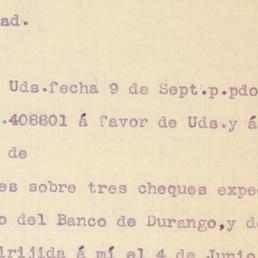 ad.
Uds.fecha 9 de Sept.p.pdo
.408801 á favor de Uds.y á
de
es sobre tres cheques expe
o del Banco de Durango,y d
irijida á mí el 4 de Junio